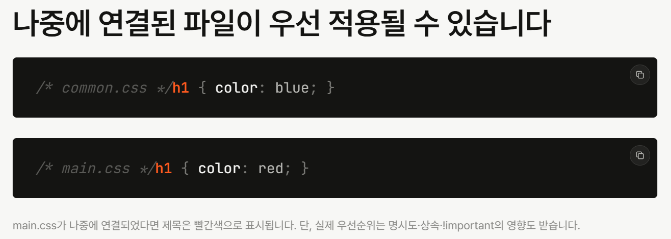 나중에 연결된 파일이 우선 적용될 수 있습니다
/* common.css */h1 { color: blue; }
/* main.css */h1 { color: red; }
main.css가 나중에 연결되었다면 제목은 빨간색으로 표시됩니다. 단, 실제 우선순위는 명시도·상속·!important의 영향도 받습니다.